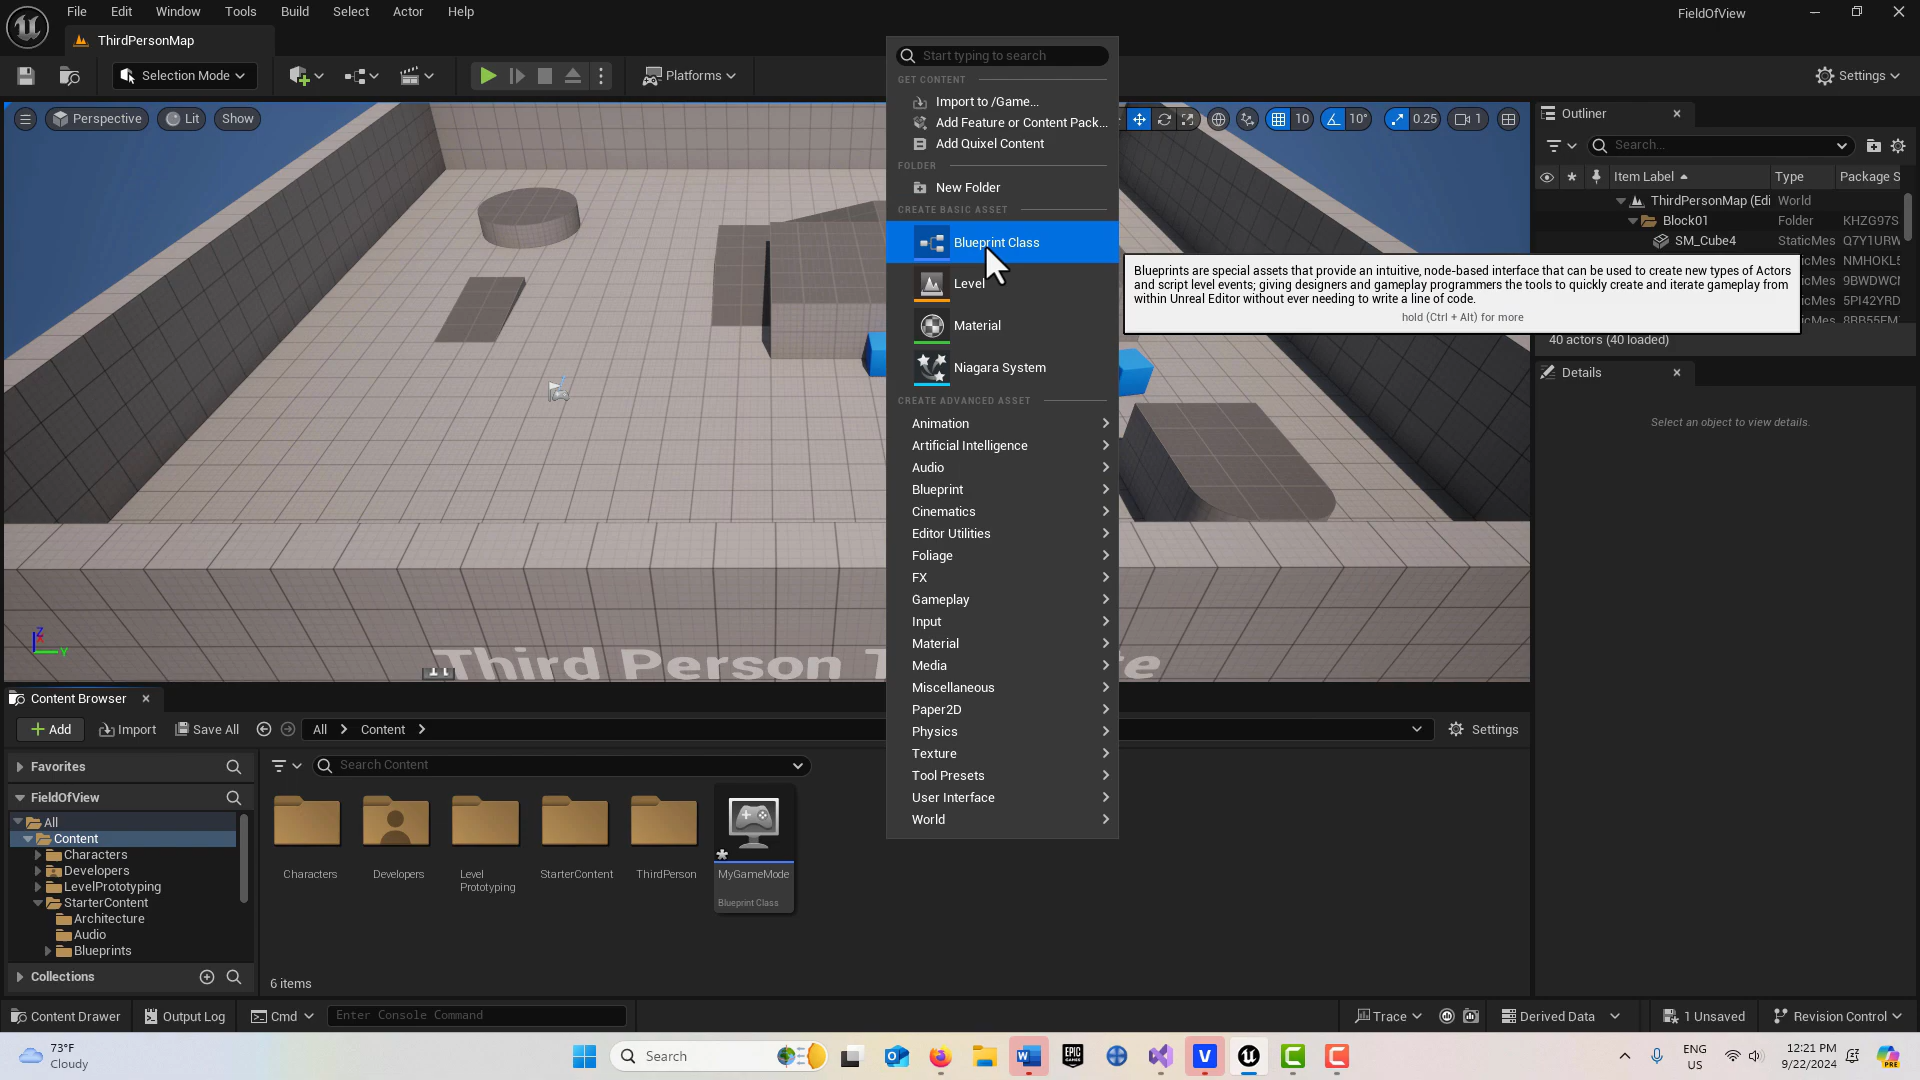 File Edit Window Tools Build Select Actor Help
FieldOfView
ThirdPersonMap
Selection Mode
Platforms
Settings
Perspective
Lit
Show
10
10°
0.25
1
Start typing to search
GET CONTENT
Import to /Game...
Add Feature or Content Pack...
Add Quixel Content
FOLDER
New Folder
CREATE BASIC ASSET
Blueprint Class
Level
Material
Niagara System
CREATE ADVANCED ASSET
Animation
Artificial Intelligence
Audio
Blueprint
Cinematics
Editor Utilities
Foliage
FX
Gameplay
Input
Material
Media
Miscellaneous
Paper2D
Physics
Texture
Tool Presets
User Interface
World
Blueprints are special assets that provide an intuitive, node-based interface that can be used to create new types of Actors
and script level events; giving designers and gameplay programmers the tools to quickly create and iterate gameplay from
within Unreal Editor without ever needing to write a line of code.
hold (Ctrl + Alt) for more
Outliner
Search...
Item Label Type Package S
ThirdPersonMap (Edi World
Block01 Folder KHZG97S
SM_Cube4 StaticMes Q7Y1URW
ticMes NMHOKL5
ticMes 9BWDWCN
ticMes 5PI42YRD
40 actors (40 loaded)
Details
Select an object to view details.
Z
Y
Third Person T
te
Content Browser
Add
Import
Save All
All
Content
Settings
Favorites
FieldOfView
All
Content
Characters
Developers
LevelPrototyping
StarterContent
Architecture
Audio
Blueprints
Collections
Search Content
Characters
Developers
Level
Prototyping
StarterContent
ThirdPerson
MyGameMode
Blueprint Class
6 items
Content Drawer
Output Log
Cmd
Enter Console Command
Trace
Derived Data
1 Unsaved
Revision Control
73°F
Cloudy
Search
EPIC
GAMES
ENG
US
12:21 PM
9/22/2024
PRE